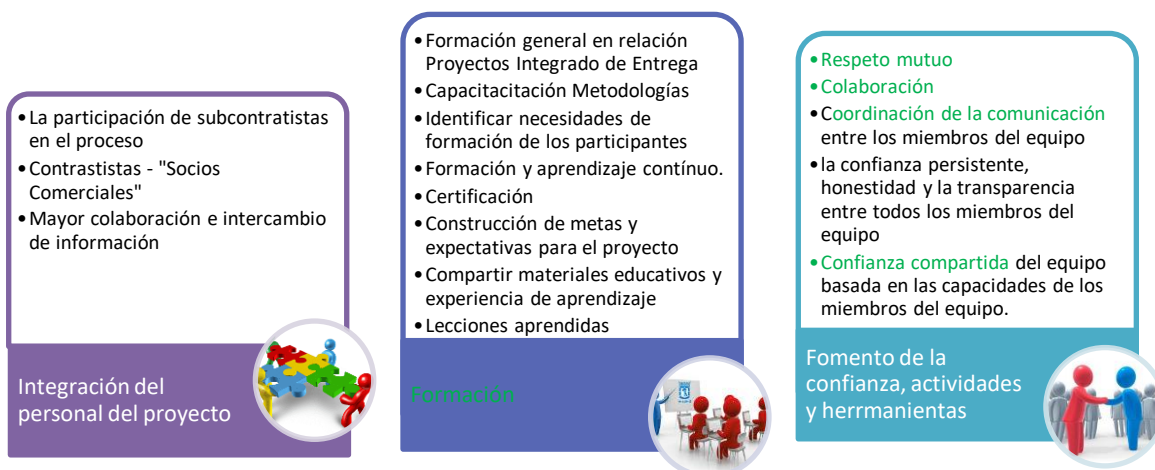 •La participación de subcontratistas
en el proceso
•Contrastistas - "Socios
Comerciales"
•Mayor colaboración e intercambio
de información
Integración del
personal del proyecto
•Formación general en relación
Proyectos Integrado de Entrega
•Capacitacitación Metodologías
•Identificar necesidades de
formación de los participantes
•Formación y aprendizaje contínuo.
•Certificación
•Construcción de metas y
expectativas para el proyecto
•Compartir materiales educativos y
experiencia de aprendizaje
•Lecciones aprendidas
Formación
•Respeto mutuo
•Colaboración
•Coordinación de la comunicación
entre los miembros del equipo
•la confianza persistente,
honestidad y la transparencia
entre todos los miembros del
equipo
•Confianza compartida del equipo
basada en las capacidades de los
miembros del equipo.
Fomento de la
confianza, actividades
y herrmanientas